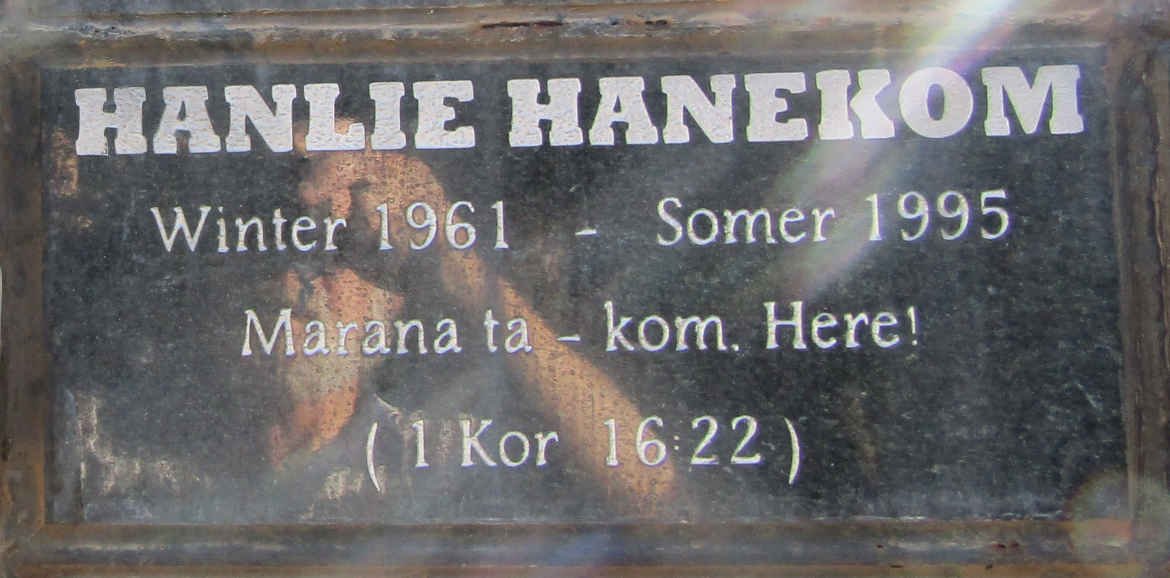 HANLIE HANEKOM
Winter 1961 - Somer 1995
Marana ta - kom, Here!
( 1 Kor 16:22 )